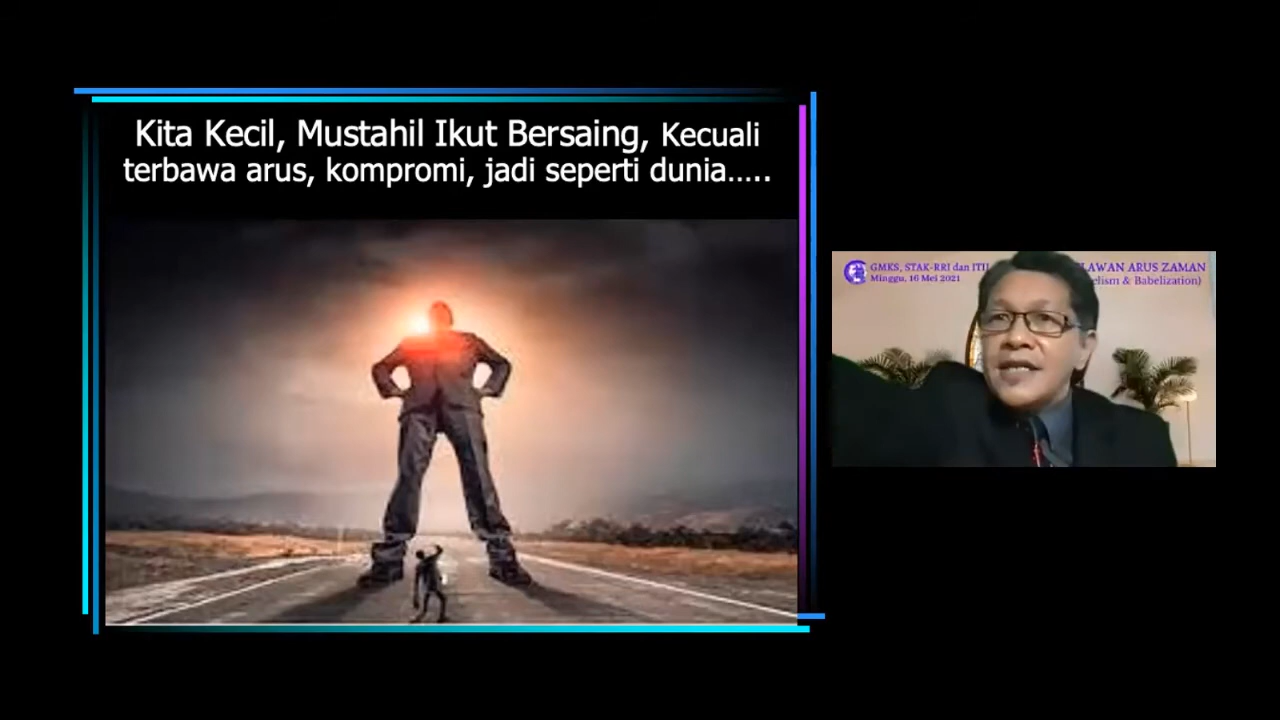 Kita Kecil, Mustahil Ikut Bersaing, Kecuali
terbawa arus, kompromi, jadi seperti dunia.....
GMKS, STAK-RRI dan
LAWAN ARUS ZAMAN
Minggu, 16 Mei 2021
& Babelization)